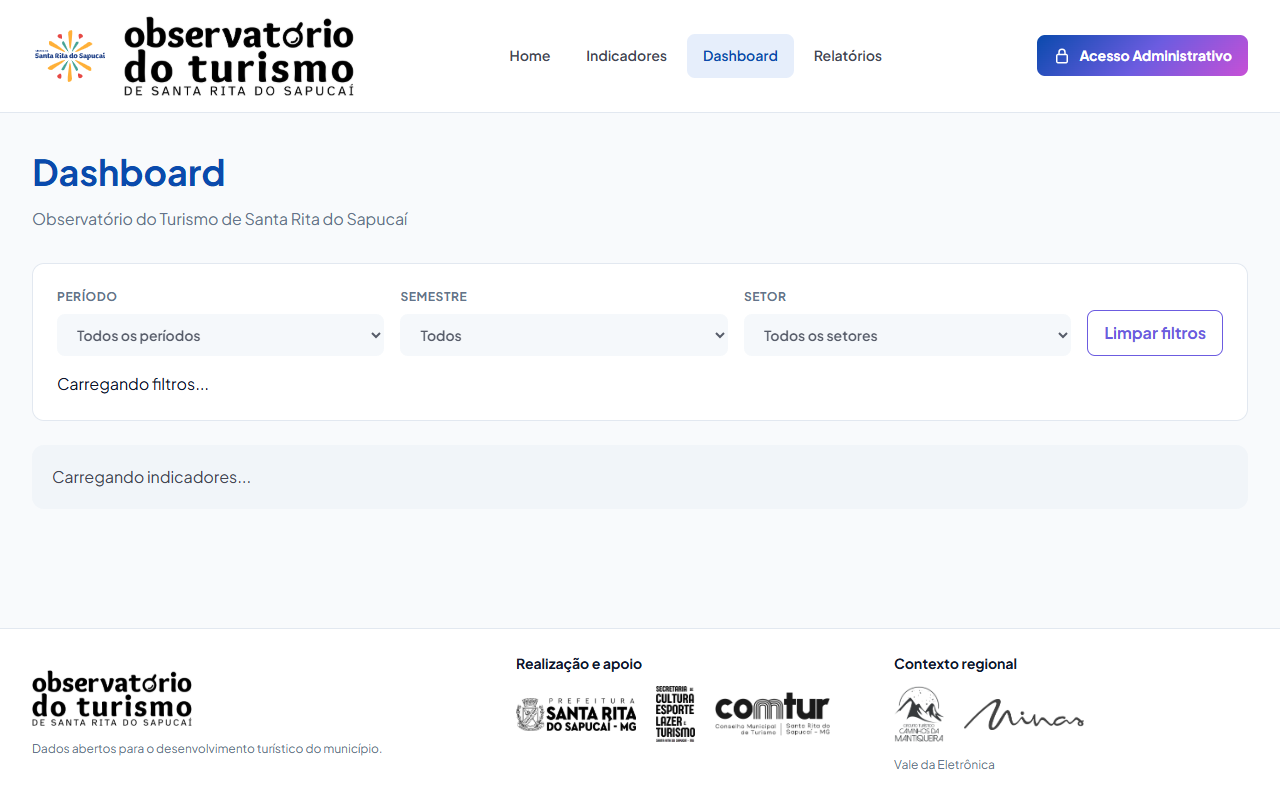 Santa Rita do Sapucaí
observatório
do turismo
DE SANTA RITA DO SAPUCAÍ
Home
Indicadores
Dashboard
Relatórios
Acesso Administrativo
Dashboard
Observatório do Turismo de Santa Rita do Sapucaí
PERÍODO
SEMESTRE
SETOR
Todos os períodos
Todos
Todos os setores
Limpar filtros
Carregando filtros...
Carregando indicadores...
observatório
do turismo
DE SANTA RITA DO SAPUCAÍ
Dados abertos para o desenvolvimento turístico do município.
Realização e apoio
PREFEITURA
SANTA RITA
DO SAPUCAÍ - MG
SECRETARIA DE
CULTURA
ESPORTE
LAZER E
TURISMO
comtur
Conselho Municipal
de Turismo
Santa Rita do
Sapucaí - MG
Contexto regional
CAMINHOS DA
MANTIQUEIRA
Minas
Vale da Eletrônica